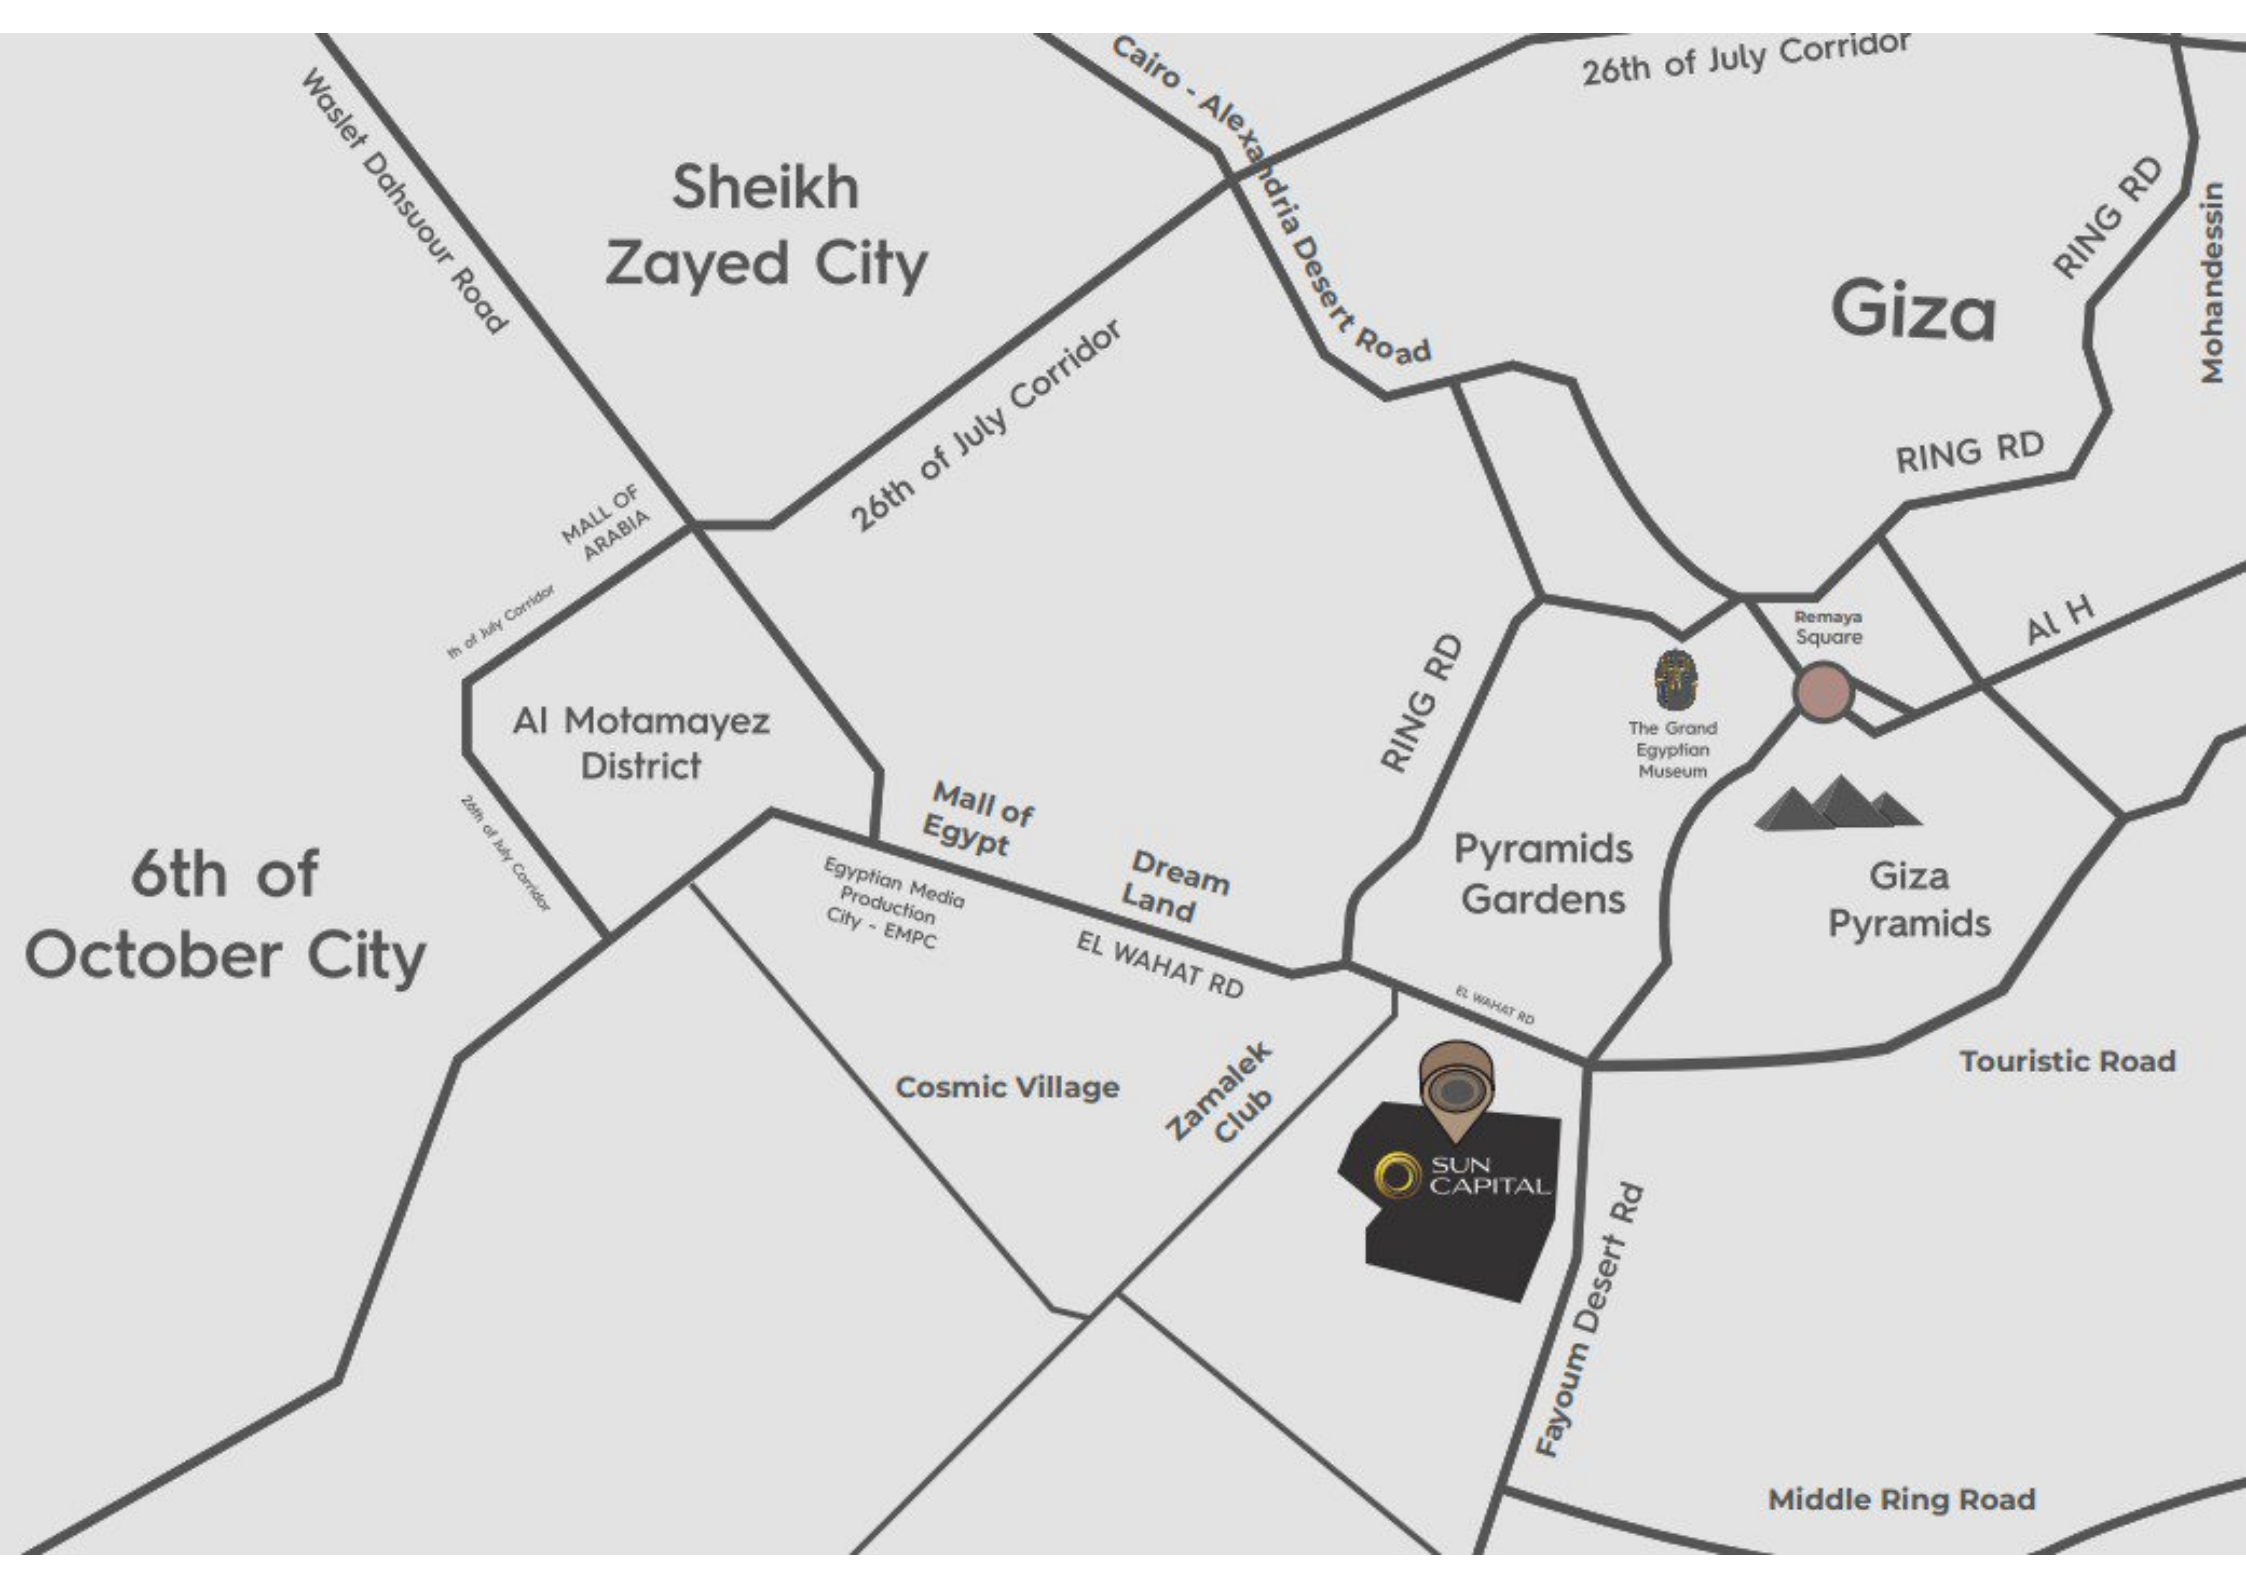 Cairo - Alexandria Desert Road
26th of July Corridor
Waslet Dahsuour Road
Sheikh
Zayed City
RING RD
Mohandessin
Giza
26th of July Corridor
RING RD
MALL OF
ARABIA
th of July Corridor
Remaya
Square
Al H
RING RD
The Grand
Egyptian
Museum
Al Motamayez
District
26th of July Corridor
Mall of
Egypt
Dream
Land
Pyramids
Gardens
Giza
Pyramids
6th of
October City
Egyptian Media
Production
City - EMPC
EL WAHAT RD
EL WAHAT RD
Cosmic Village
Zamalek
Club
Touristic Road
SUN
CAPITAL
Fayoum Desert Rd
Middle Ring Road